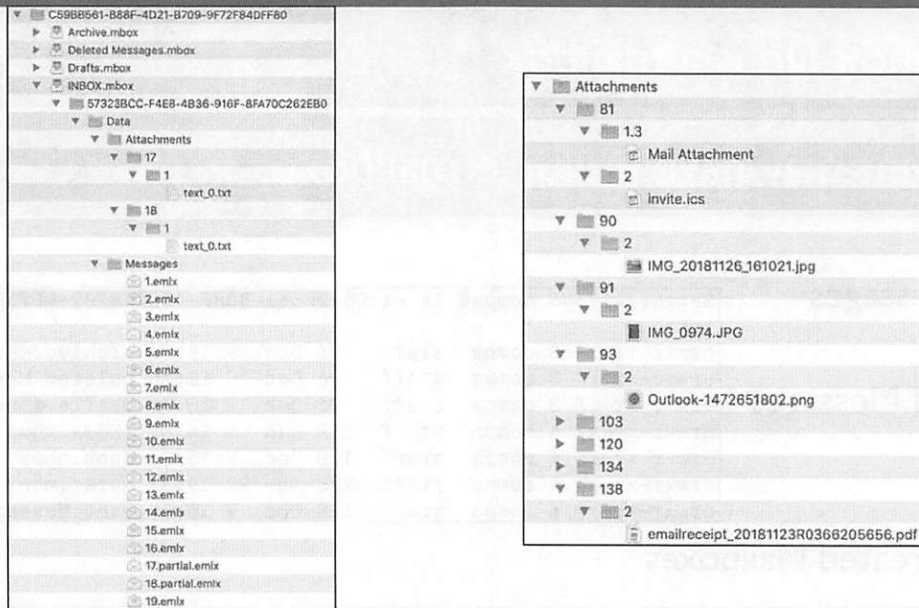 C59BB561-B88F-4D21-B709-9F72F84DFF80
Archive.mbox
Deleted Messages.mbox
Drafts.mbox
INBOX.mbox
57323BCC-F4E8-4B36-916F-8FA70C262EB0
Data
Attachments
17
1
text_0.txt
18
1
text_0.txt
Messages
1.emlx
2.emlx
3.emlx
4.emlx
5.emlx
6.emlx
7.emlx
8.emlx
9.emlx
10.emlx
11.emlx
12.emlx
13.emlx
14.emlx
15.emlx
16.emlx
17.partial.emlx
18.partial.emlx
19.emlx
Attachments
81
1.3
Mail Attachment
2
Invite.ics
90
2
IMG_20181126_161021.jpg
91
2
IMG_0974.JPG
93
2
Outlook-1472651802.png
103
120
134
138
2
emailreceipt_20181123R0366205656.pdf